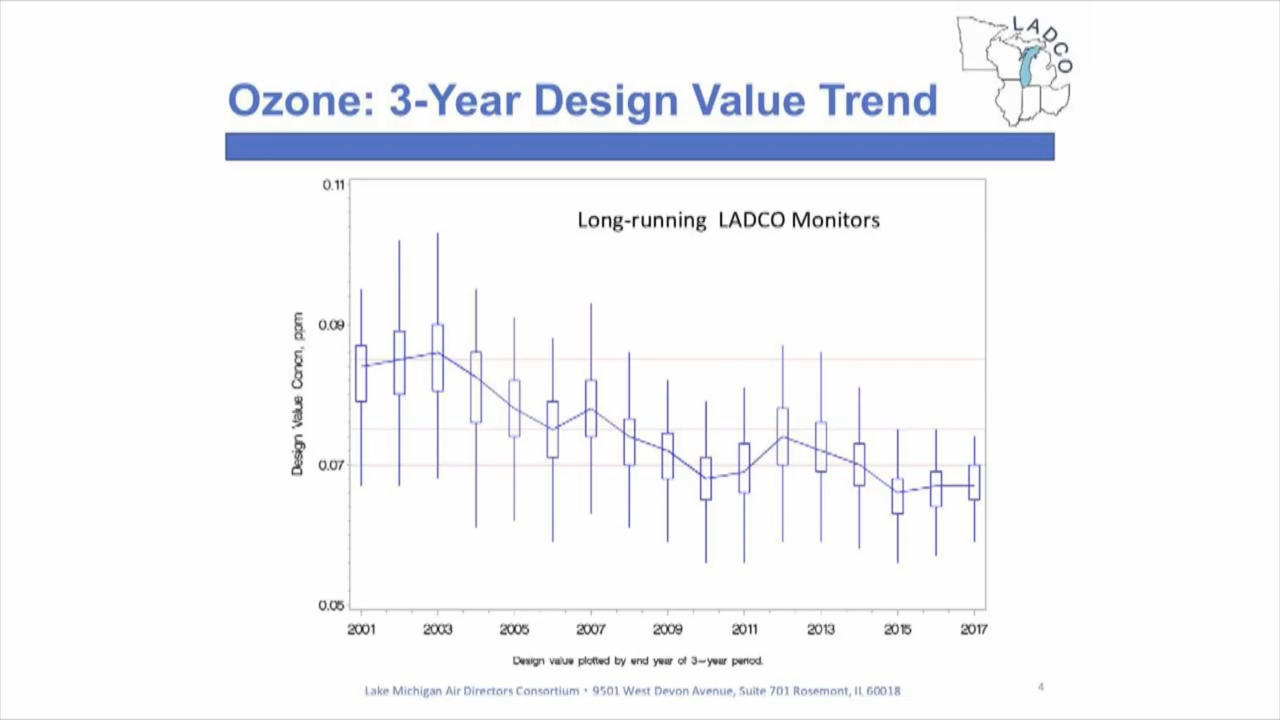 LADCO
Ozone: 3-Year Design Value Trend
Long-running LADCO Monitors
0.11
0.09
0.07
0.05
Design Value Concn, ppm
2001 2003 2005 2007 2009 2011 2013 2015 2017
Design value plotted by end year of 3-year period.
Lake Michigan Air Directors Consortium • 9501 West Devon Avenue, Suite 701 Rosemont, IL 60018
4